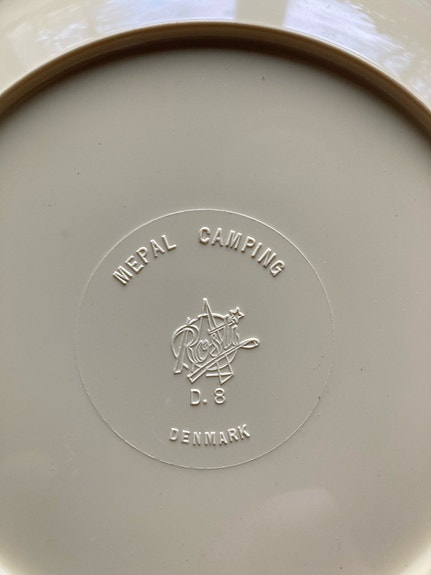 MEPAL CAMPING
Rosti
D.8
DENMARK